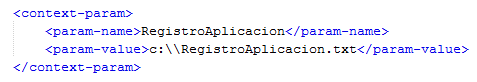 <context-param>
<param-name>RegistroAplicacion</param-name>
<param-value>c:\\RegistroAplicacion.txt</param-value>
</context-param>